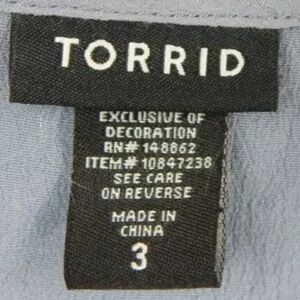 TORRID
EXCLUSIVE OF
DECORATION
RN# 148862
ITEM# 10847238
SEE CARE
ON REVERSE
MADE IN
CHINA
3